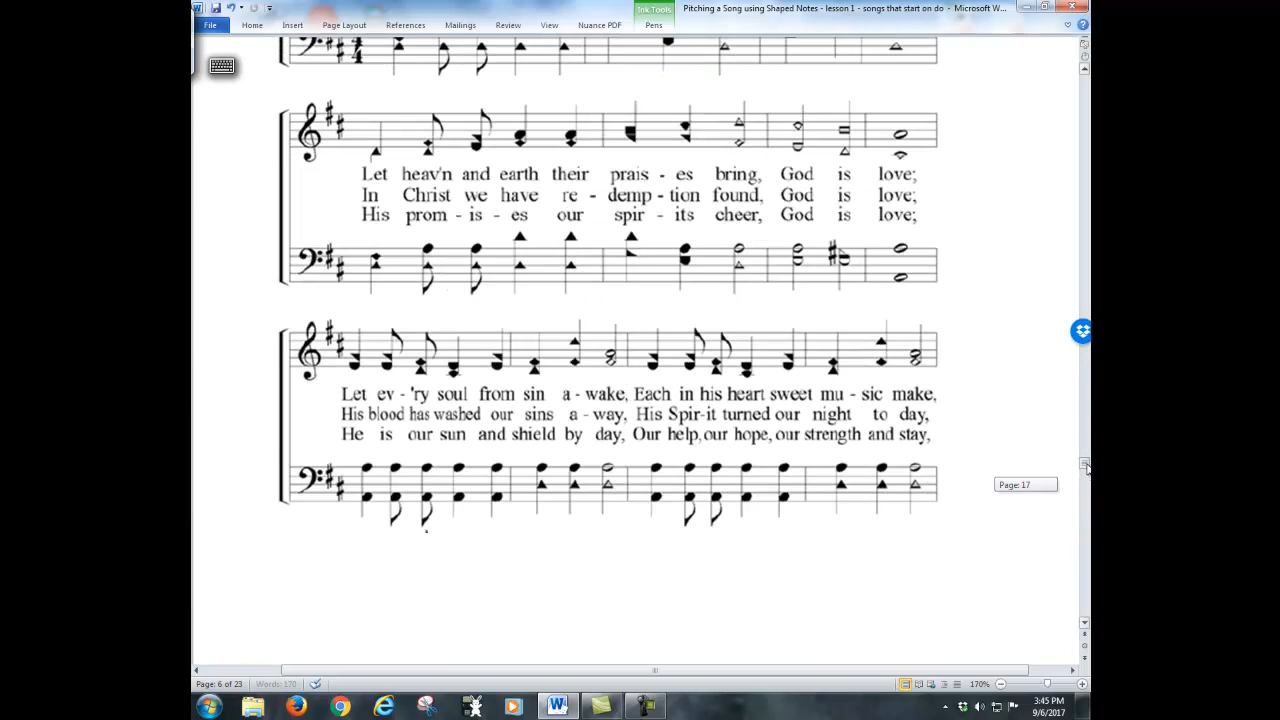 Ink Tools
Pitching a Song using Shaped Notes - lesson 1 - songs that start on do - Microsoft W...
File Home Insert Page Layout References Mailings Review View Nuance PDF Pens
4
4
Let heav'n and earth their prais - es bring, God is love;
In Christ we have re - demp - tion found, God is love;
His prom - is - es our spir - its cheer, God is love;
Let ev - 'ry soul from sin a - wake, Each in his heart sweet mu - sic make,
His blood has washed our sins a - way, His Spir-it turned our night to day,
He is our sun and shield by day, Our help, our hope, our strength and stay,
Page: 17
Page: 6 of 23 Words: 170 170%
3:45 PM
9/6/2017